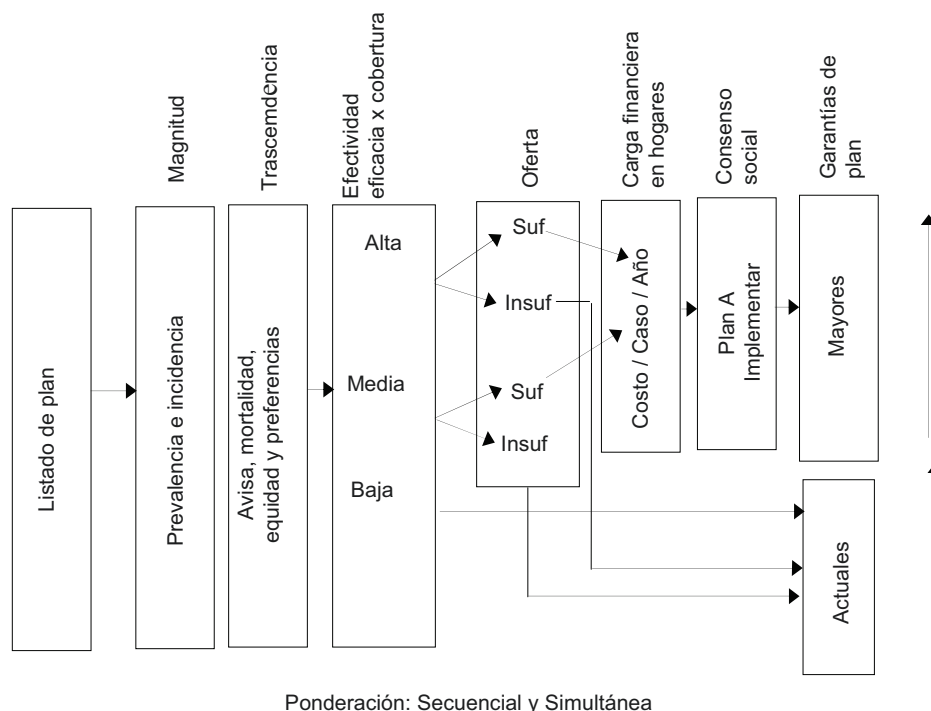 Magnitud
Trascemdencia
Efectividad
eficacia x cobertura
Oferta
Carga financiera
en hogares
Consenso
social
Garantías de
plan
Listado de plan
Prevalencia e incidencia
Avisa, mortalidad,
equidad y preferencias
Alta
Media
Baja
Suf
Insuf
Suf
Insuf
Costo / Caso / Año
Plan A
Implementar
Mayores
Actuales
Ponderación: Secuencial y Simultánea